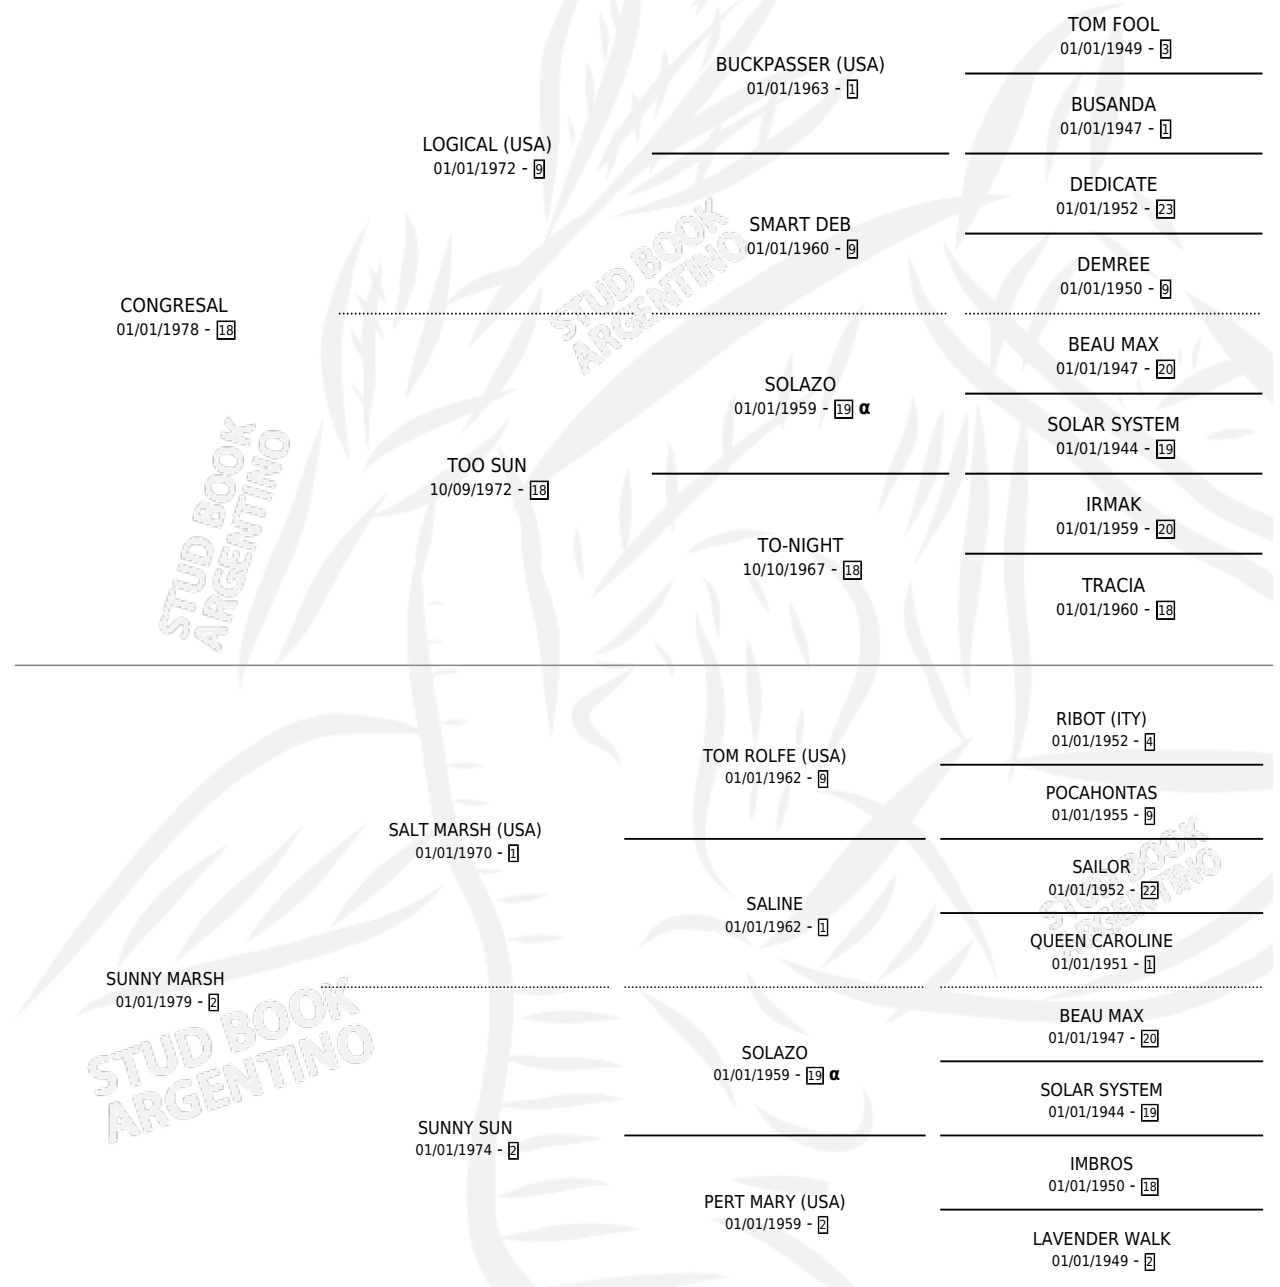 TOM FOOL
01/01/1949 - 3
BUCKPASSER (USA)
01/01/1963 - 1
BUSANDA
01/01/1947 - 1
LOGICAL (USA)
01/01/1972 - 9
DEDICATE
01/01/1952 - 23
SMART DEB
01/01/1960 - 9
DEMREE
01/01/1950 - 9
STUD BOOK
ARGENTINO
CONGRESAL
01/01/1978 - 18
BEAU MAX
01/01/1947 - 20
SOLAZO
01/01/1959 - 19 α
SOLAR SYSTEM
01/01/1944 - 19
TOO SUN
10/09/1972 - 18
IRMAK
01/01/1959 - 20
TO-NIGHT
10/10/1967 - 18
TRACIA
01/01/1960 - 18
STUD BOOK
ARGENTINO
RIBOT (ITY)
01/01/1952 - 4
TOM ROLFE (USA)
01/01/1962 - 9
POCAHONTAS
01/01/1955 - 9
SALT MARSH (USA)
01/01/1970 - 1
SAILOR
01/01/1952 - 22
SALINE
01/01/1962 - 1
QUEEN CAROLINE
01/01/1951 - 1
STUD BOOK
ARGENTINO
SUNNY MARSH
01/01/1979 - 2
BEAU MAX
01/01/1947 - 20
SOLAZO
01/01/1959 - 19 α
SOLAR SYSTEM
01/01/1944 - 19
STUD BOOK
ARGENTINO
SUNNY SUN
01/01/1974 - 2
IMBROS
01/01/1950 - 18
PERT MARY (USA)
01/01/1959 - 2
LAVENDER WALK
01/01/1949 - 2